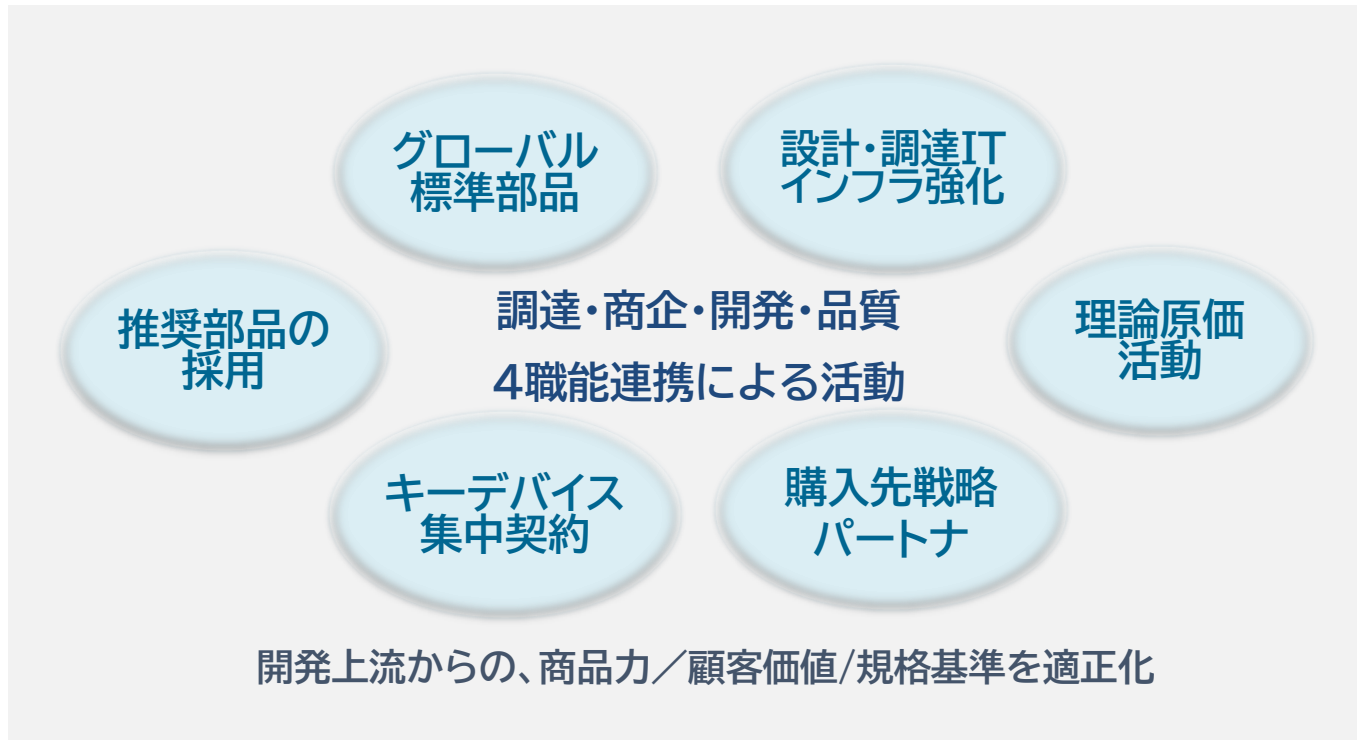 グローバル
標準部品
設計・調達IT
インフラ強化
推奨部品の
採用
調達・商企・開発・品質
4職能連携による活動
理論原価
活動
キーデバイス
集中契約
購入先戦略
パートナ
開発上流からの、商品力／顧客価値/規格基準を適正化